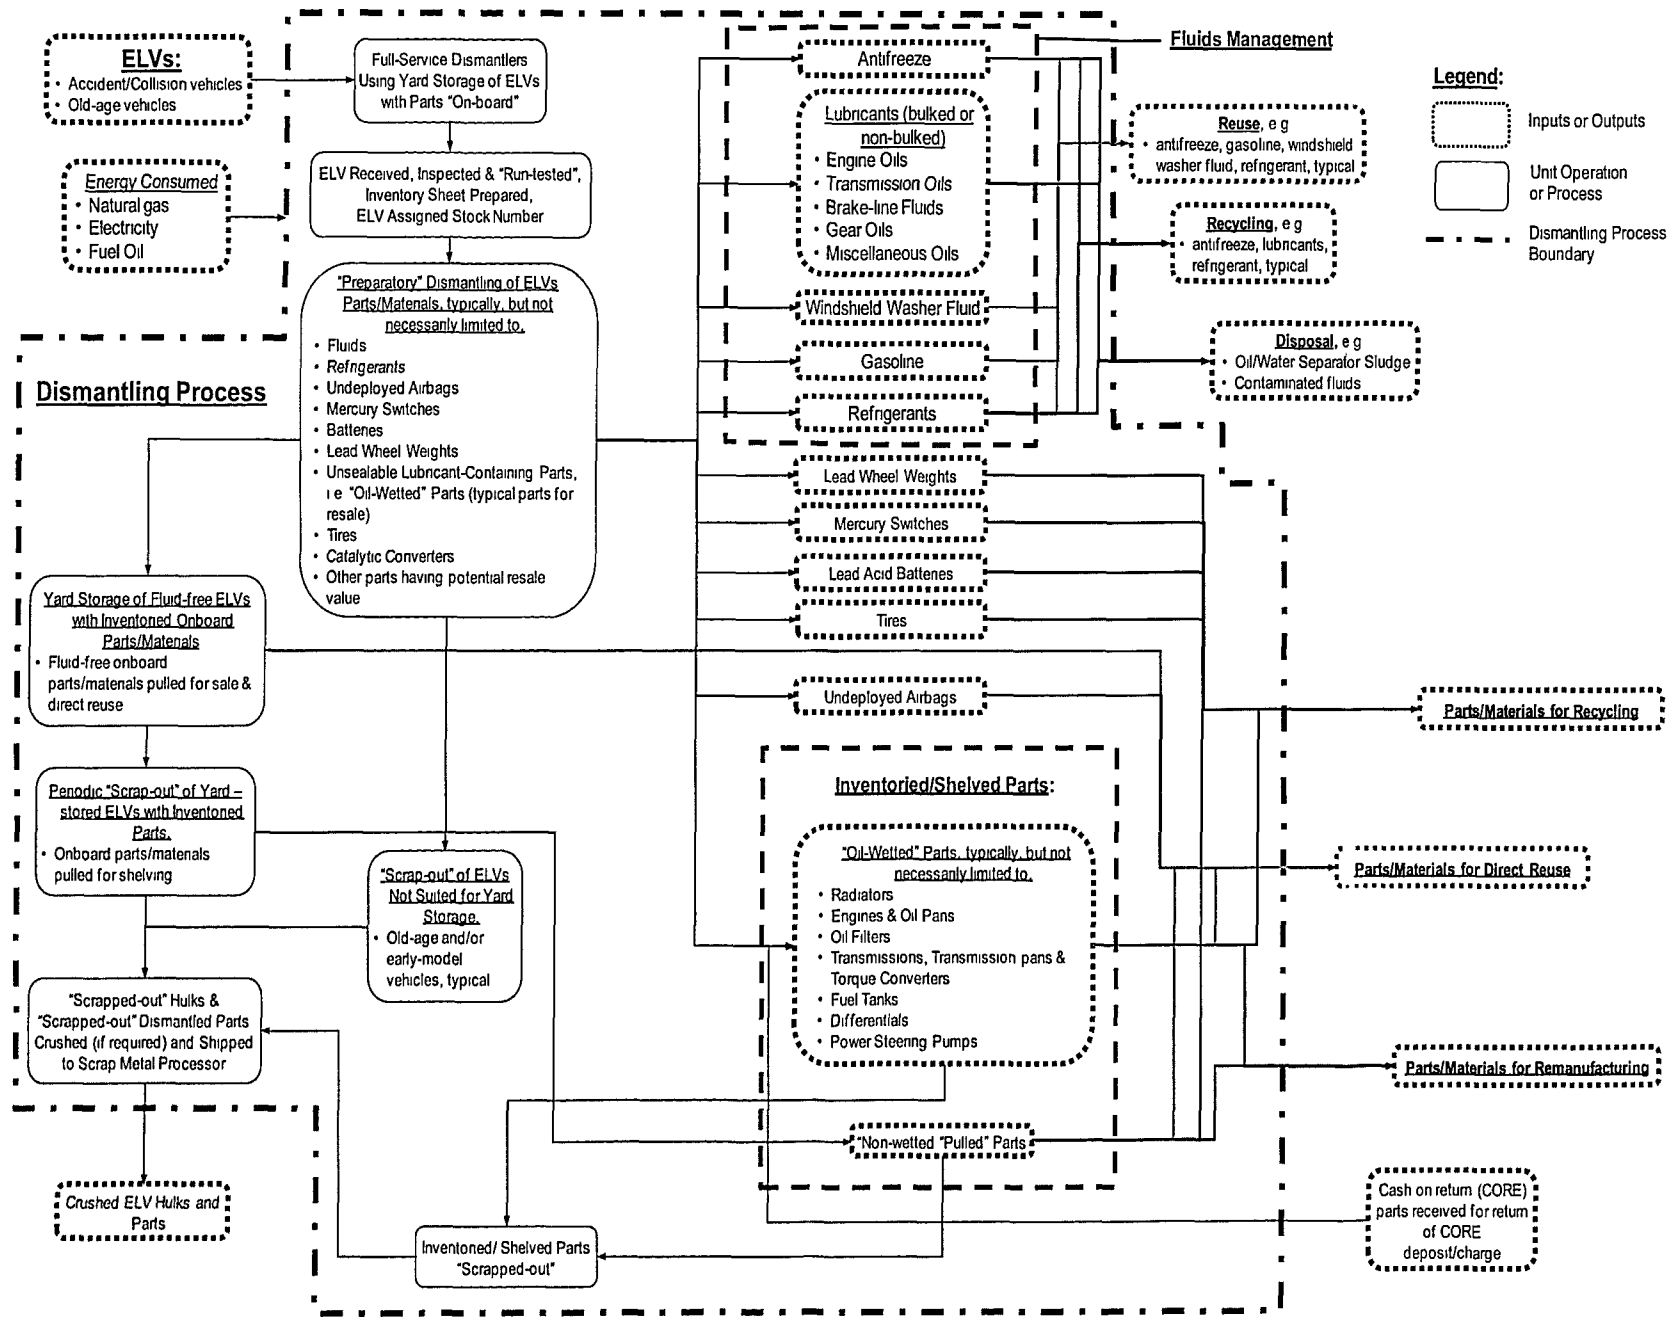 ELVs:
• Accident/Collision vehicles
• Old-age vehicles
Energy Consumed
• Natural gas
• Electricity
• Fuel Oil
Full-Service Dismantlers
Using Yard Storage of ELVs
with Parts "On-board"
ELV Received, Inspected & "Run-tested",
Inventory Sheet Prepared,
ELV Assigned Stock Number
"Preparatory" Dismantling of ELVs
Parts/Materials, typically, but not
necessarily limited to,
• Fluids
• Refrigerants
• Undeployed Airbags
• Mercury Switches
• Batteries
• Lead Wheel Weights
• Unsealable Lubricant-Containing Parts,
i e "Oil-Wetted" Parts (typical parts for
resale)
• Tires
• Catalytic Converters
• Other parts having potential resale
value
Dismantling Process
Yard Storage of Fluid-free ELVs
with Inventoried Onboard
Parts/Materials
• Fluid-free onboard
parts/materials pulled for sale &
direct reuse
Periodic "Scrap-out" of Yard –
stored ELVs with Inventoried
Parts,
• Onboard parts/materials
pulled for shelving
"Scrap-out" of ELVs
Not Suited for Yard
Storage,
• Old-age and/or
early-model
vehicles, typical
"Scrapped-out" Hulks &
"Scrapped-out" Dismantled Parts
Crushed (if required) and Shipped
to Scrap Metal Processor
Crushed ELV Hulks and
Parts
Inventoried/ Shelved Parts
"Scrapped-out"
Fluids Management
Antifreeze
Lubricants (bulked or
non-bulked)
• Engine Oils
• Transmission Oils
• Brake-line Fluids
• Gear Oils
• Miscellaneous Oils
Windshield Washer Fluid
Gasoline
Refrigerants
Lead Wheel Weights
Mercury Switches
Lead Acid Batteries
Tires
Undeployed Airbags
Inventoried/Shelved Parts:
"Oil-Wetted" Parts, typically, but not
necessarily limited to,
• Radiators
• Engines & Oil Pans
• Oil Filters
• Transmissions, Transmission pans &
Torque Converters
• Fuel Tanks
• Differentials
• Power Steering Pumps
"Non-wetted "Pulled" Parts
Reuse, e g
• antifreeze, gasoline, windshield
washer fluid, refrigerant, typical
Recycling, e g
• antifreeze, lubricants,
refrigerant, typical
Disposal, e g
• Oil/Water Separator Sludge
• Contaminated fluids
Legend:
Inputs or Outputs
Unit Operation
or Process
Dismantling Process
Boundary
Parts/Materials for Recycling
Parts/Materials for Direct Reuse
Parts/Materials for Remanufacturing
Cash on return (CORE)
parts received for return
of CORE
deposit/charge